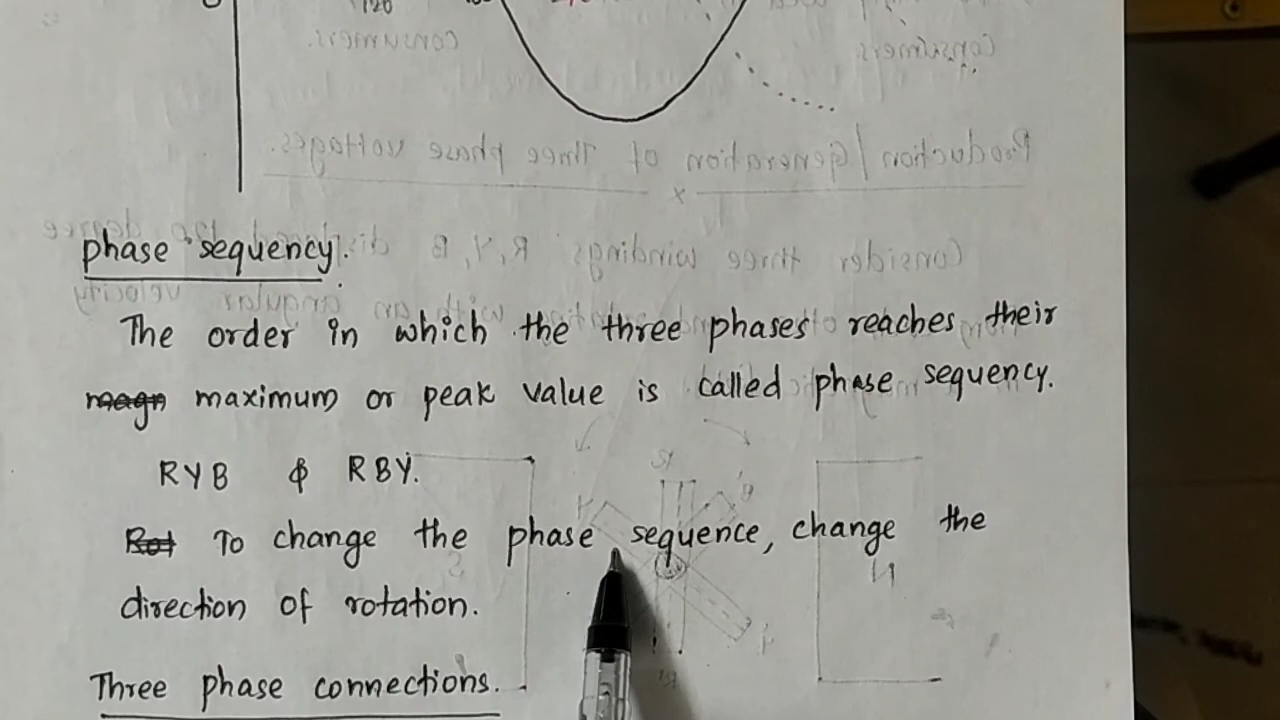 120
phase sequency.
The order in which the three phases reaches their
magn maximum or peak value is called phase sequency.
RYB & RBY.
Rot To change the phase sequence, change the
direction of rotation.
Three phase connections.